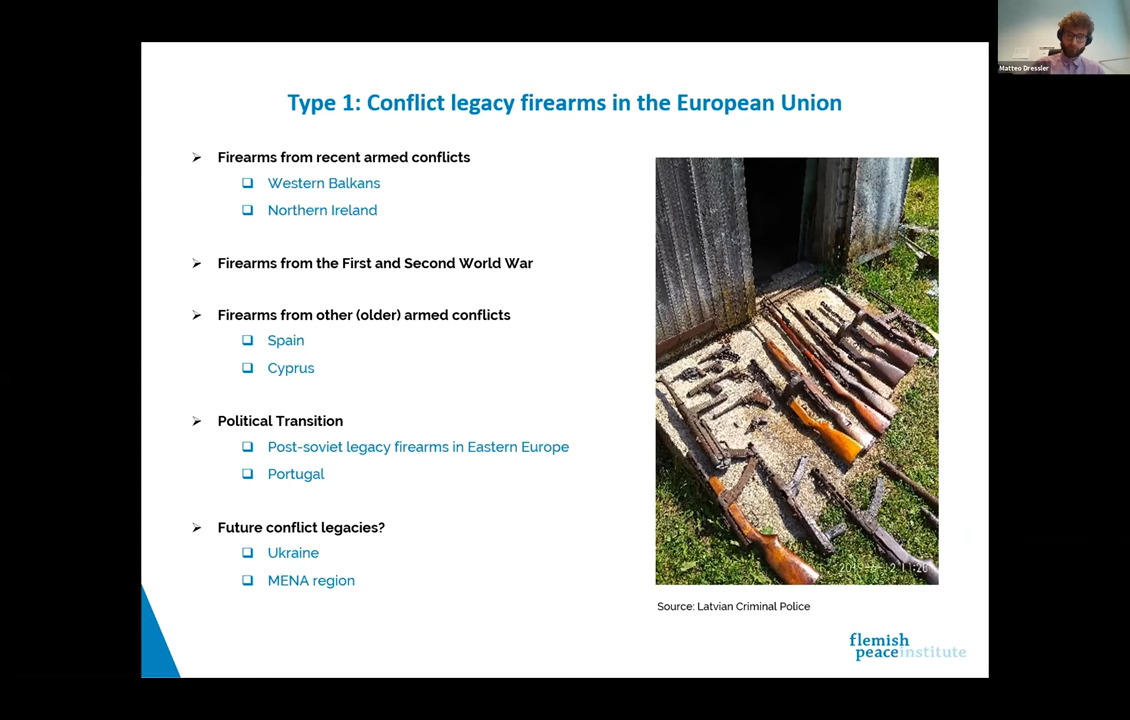 Type 1: Conflict legacy firearms in the European Union
Firearms from recent armed conflicts
Western Balkans
Northern Ireland
Firearms from the First and Second World War
Firearms from other (older) armed conflicts
Spain
Cyprus
Political Transition
Post-soviet legacy firearms in Eastern Europe
Portugal
Future conflict legacies?
Ukraine
MENA region
Source: Latvian Criminal Police
flemish
peaceinstitute
Matteo Dressler